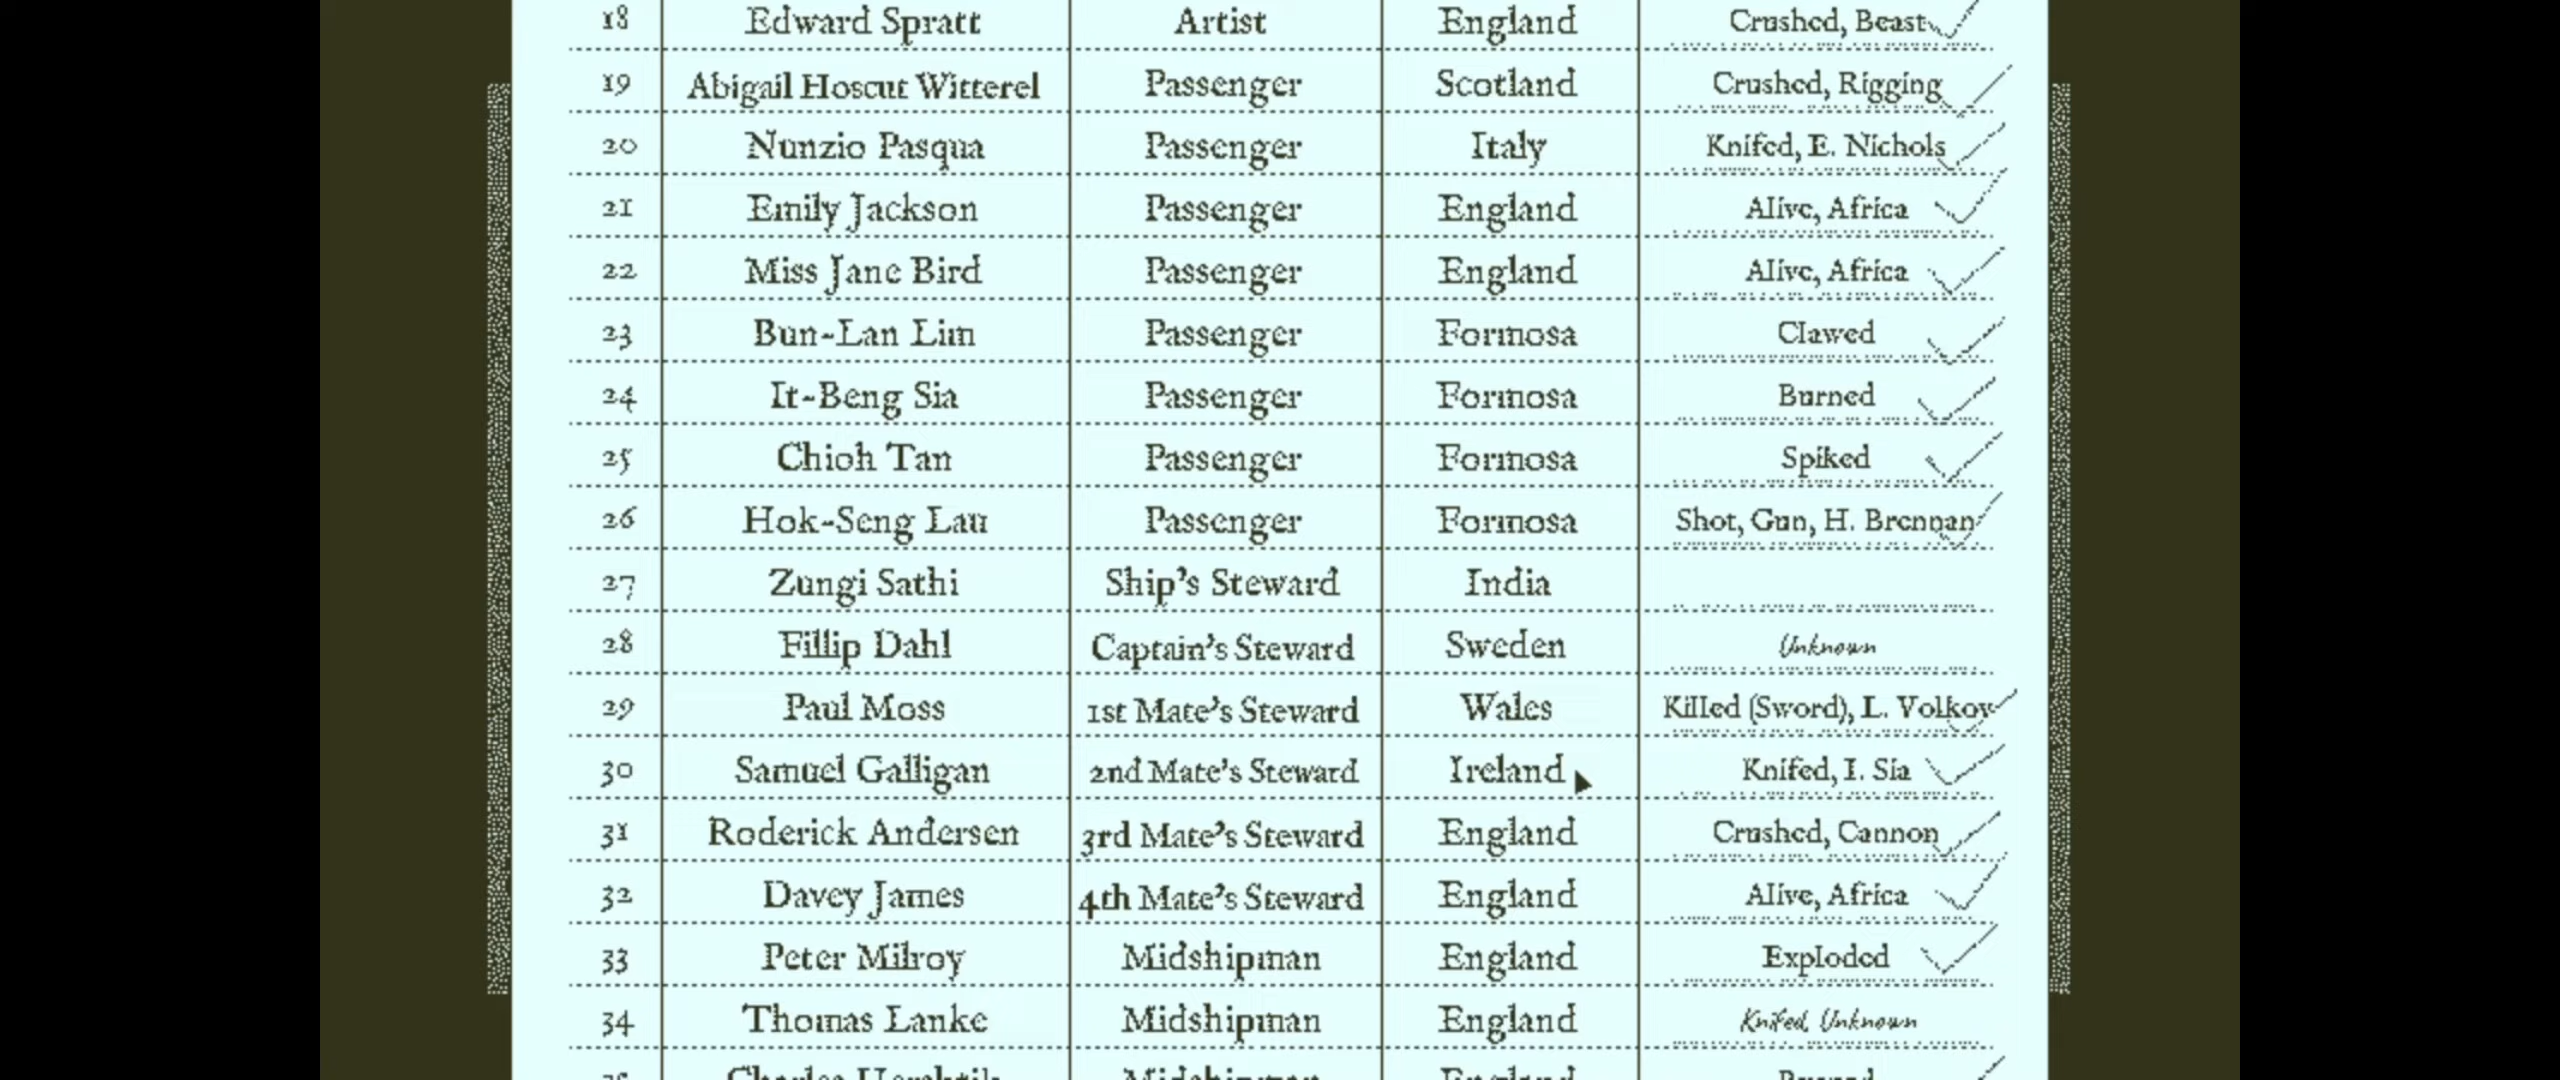 18 Edward Spratt Artist England Crushed, Beast
19 Abigail Hoscut Witterel Passenger Scotland Crushed, Rigging
20 Nunzio Pasqua Passenger Italy Knifed, E. Nichols
21 Emily Jackson Passenger England Alive, Africa
22 Miss Jane Bird Passenger England Alive, Africa
23 Bun-Lan Lim Passenger Formosa Clawed
24 It-Beng Sia Passenger Formosa Burned
25 Chioh Tan Passenger Formosa Spiked
26 Hok-Seng Lau Passenger Formosa Shot, Gun, H. Brennan
27 Zungi Sathi Ship's Steward India
28 Fillip Dahl Captain's Steward Sweden Unknown
29 Paul Moss 1st Mate's Steward Wales Killed (Sword), L. Volkov
30 Samuel Galligan 2nd Mate's Steward Ireland Knifed, I. Sia
31 Roderick Andersen 3rd Mate's Steward England Crushed, Cannon
32 Davey James 4th Mate's Steward England Alive, Africa
33 Peter Milroy Midshipman England Exploded
34 Thomas Lanke Midshipman England Knifed, Unknown